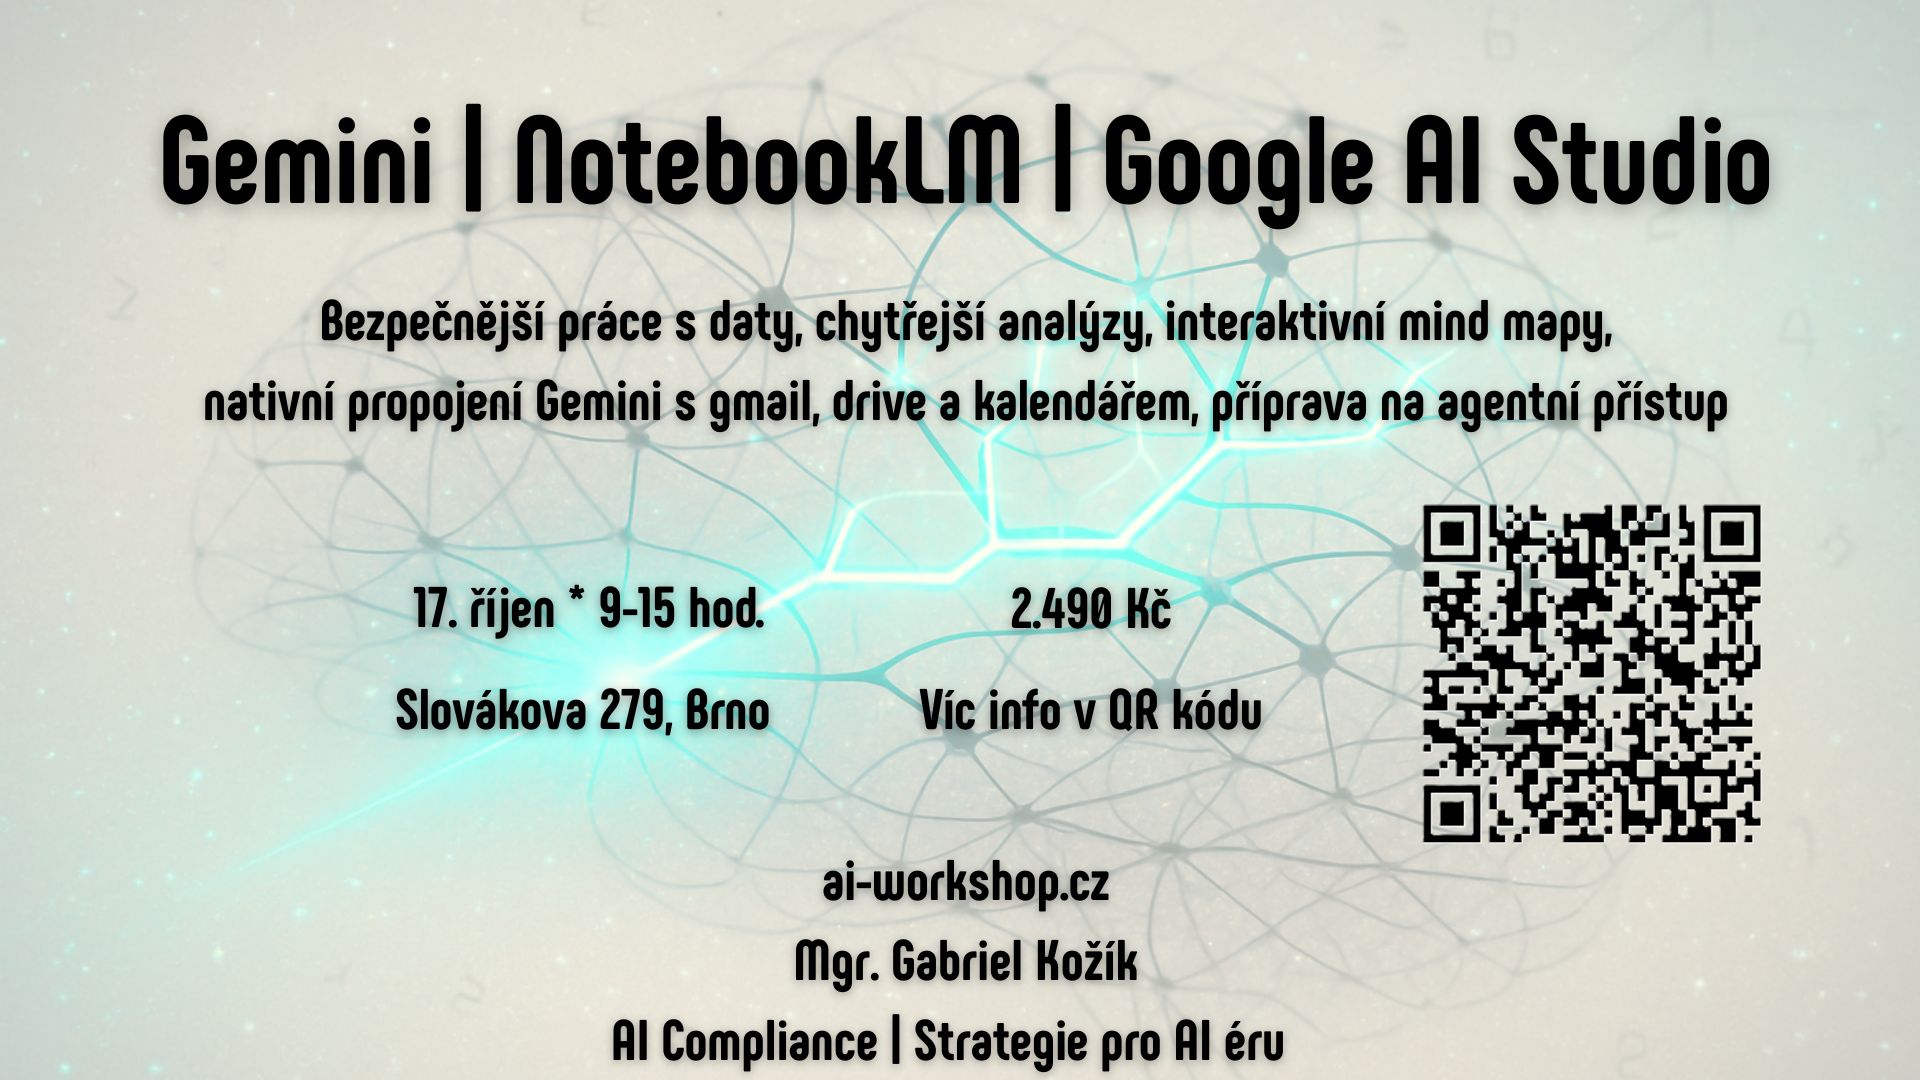 Gemini | NotebookLM | Google AI Studio
Bezpečnější práce s daty, chytřejší analýzy, interaktivní mind mapy,
nativní propojení Gemini s gmail, drive a kalendářem, příprava na agentní přístup
17. říjen * 9-15 hod.
2.490 Kč
Slovákova 279, Brno
Víc info v QR kódu
ai-workshop.cz
Mgr. Gabriel Kožík
AI Compliance | Strategie pro AI éru